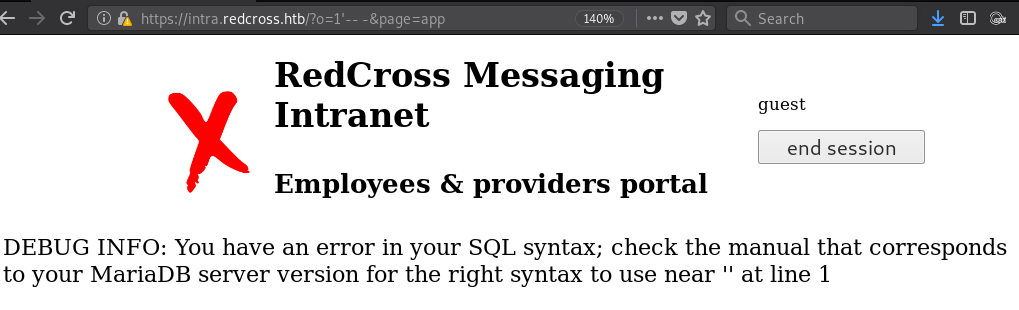 https://intra.redcross.htb/?o=1'-- -&page=app
140%
Search
RedCross Messaging
Intranet
guest
end session
Employees & providers portal
DEBUG INFO: You have an error in your SQL syntax; check the manual that corresponds
to your MariaDB server version for the right syntax to use near '' at line 1